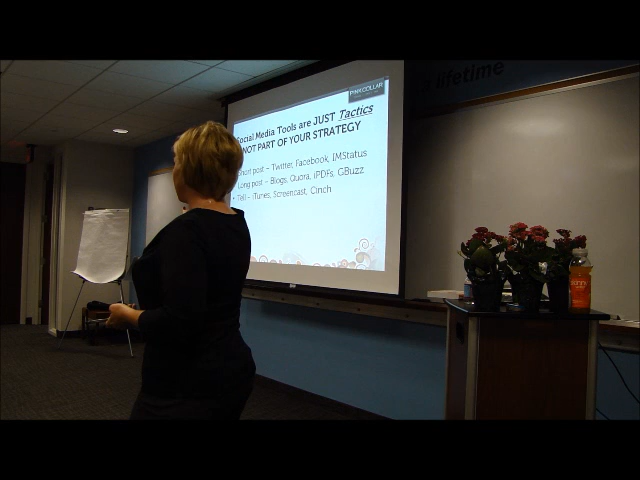 a lifetime
PINK COLLAR
Social Media Tools are JUST Tactics
NOT PART OF YOUR STRATEGY
Short post – Twitter, Facebook, IMStatus
Long post – Blogs, Quora, iPDFs, GBuzz
• Tell – iTunes, Screencast, Cinch